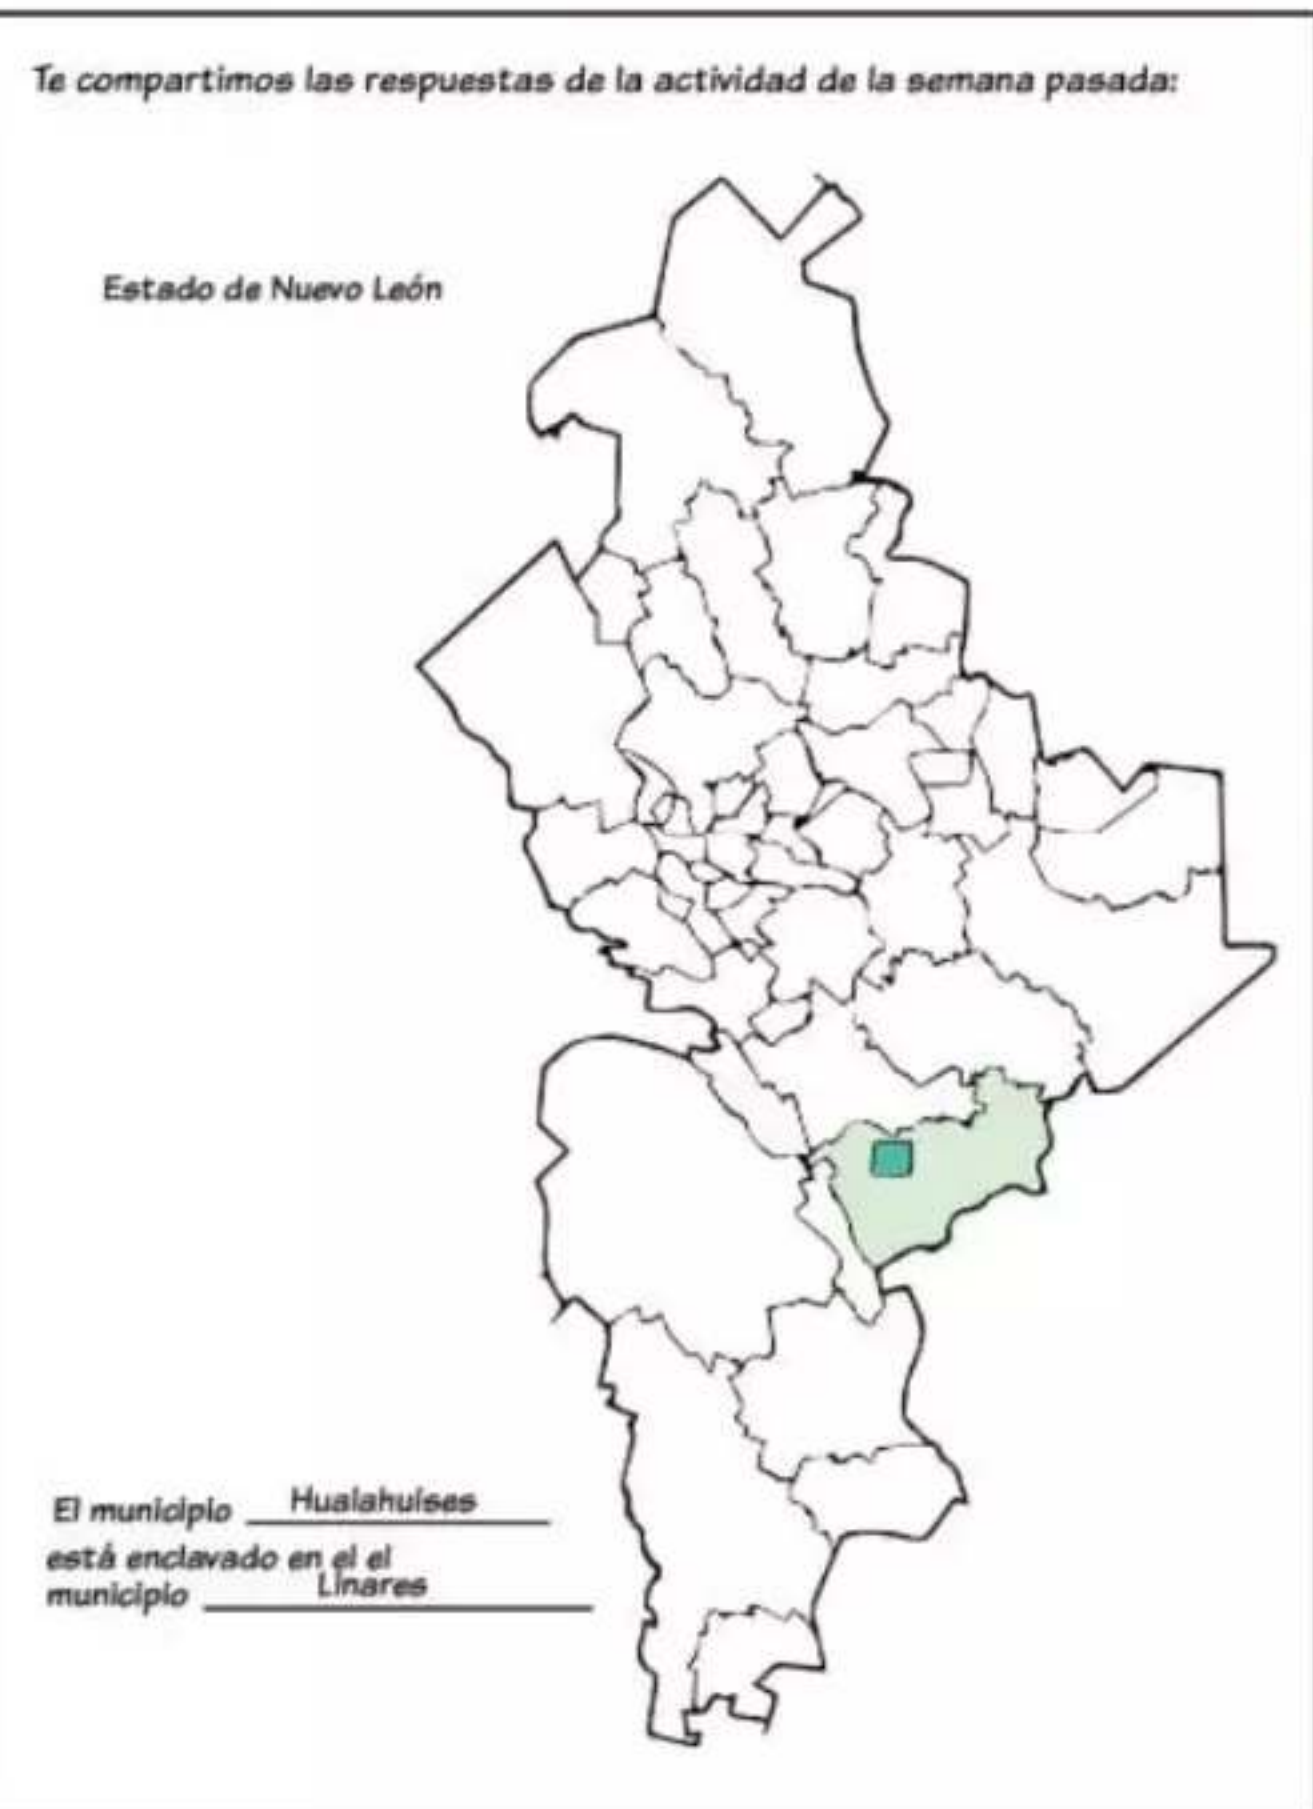 Te compartimos las respuestas de la actividad de la semana pasada:
Estado de Nuevo León
El municipio Hualahuises
está enclavado en el el
municipio Linares